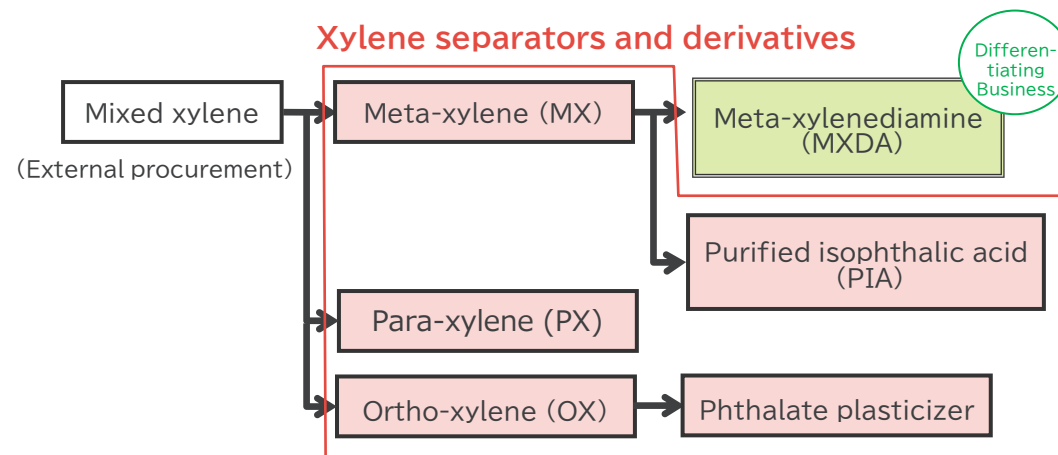 Xylene separators and derivatives
Differen-
tiating
Business
Mixed xylene
(External procurement)
Meta-xylene (MX)
Meta-xylenediamine
(MXDA)
Purified isophthalic acid
(PIA)
Para-xylene (PX)
Ortho-xylene (OX)
Phthalate plasticizer